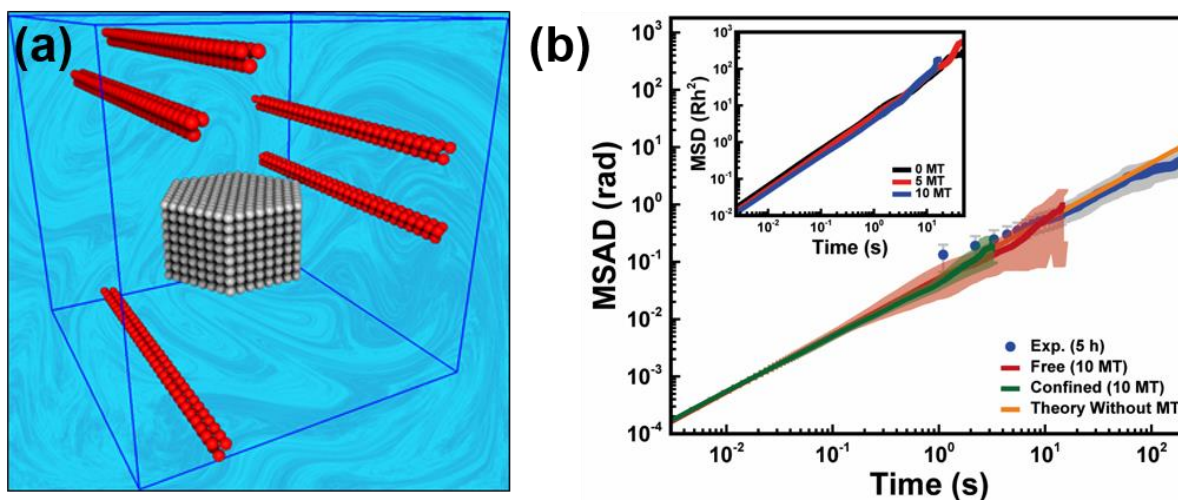 (a)
(b)
MSAD (rad)
10³
10²
10¹
10⁰
10⁻¹
10⁻²
10⁻³
10⁻⁴
MSD (Rh²)
10³
10²
10¹
10⁰
10⁻¹
10⁻²
0 MT
5 MT
10 MT
10⁻² 10⁻¹ 10⁰ 10¹
Time (s)
Exp. (5 h)
Free (10 MT)
Confined (10 MT)
Theory Without MT
10⁻² 10⁻¹ 10⁰ 10¹ 10²
Time (s)